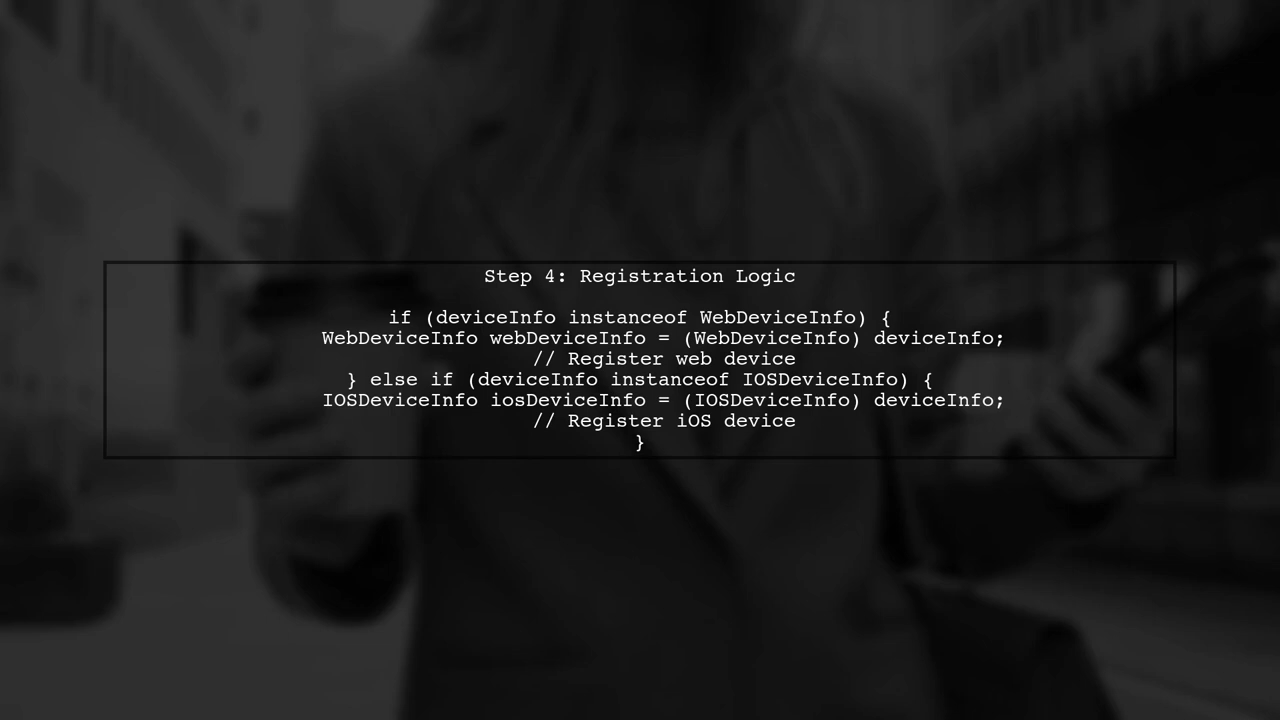 Step 4: Registration Logic
if (deviceInfo instanceof WebDeviceInfo) {
WebDeviceInfo webDeviceInfo = (WebDeviceInfo) deviceInfo;
// Register web device
} else if (deviceInfo instanceof IOSDeviceInfo) {
IOSDeviceInfo iosDeviceInfo = (IOSDeviceInfo) deviceInfo;
// Register iOS device
}